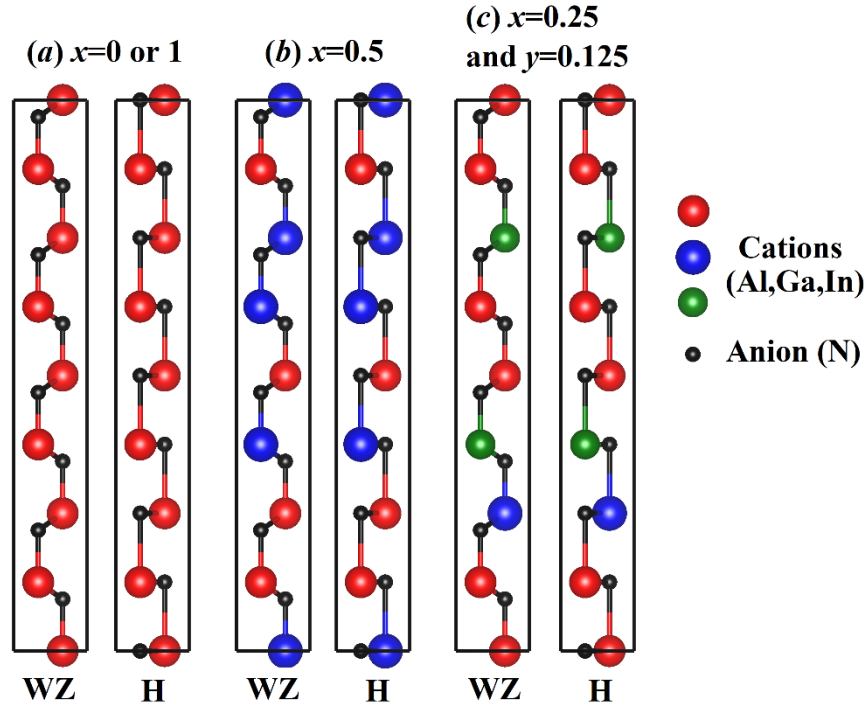 (a) x=0 or 1
(b) x=0.5
(c) x=0.25
and y=0.125
Cations
(Al,Ga,In)
Anion (N)
WZ
H
WZ
H
WZ
H